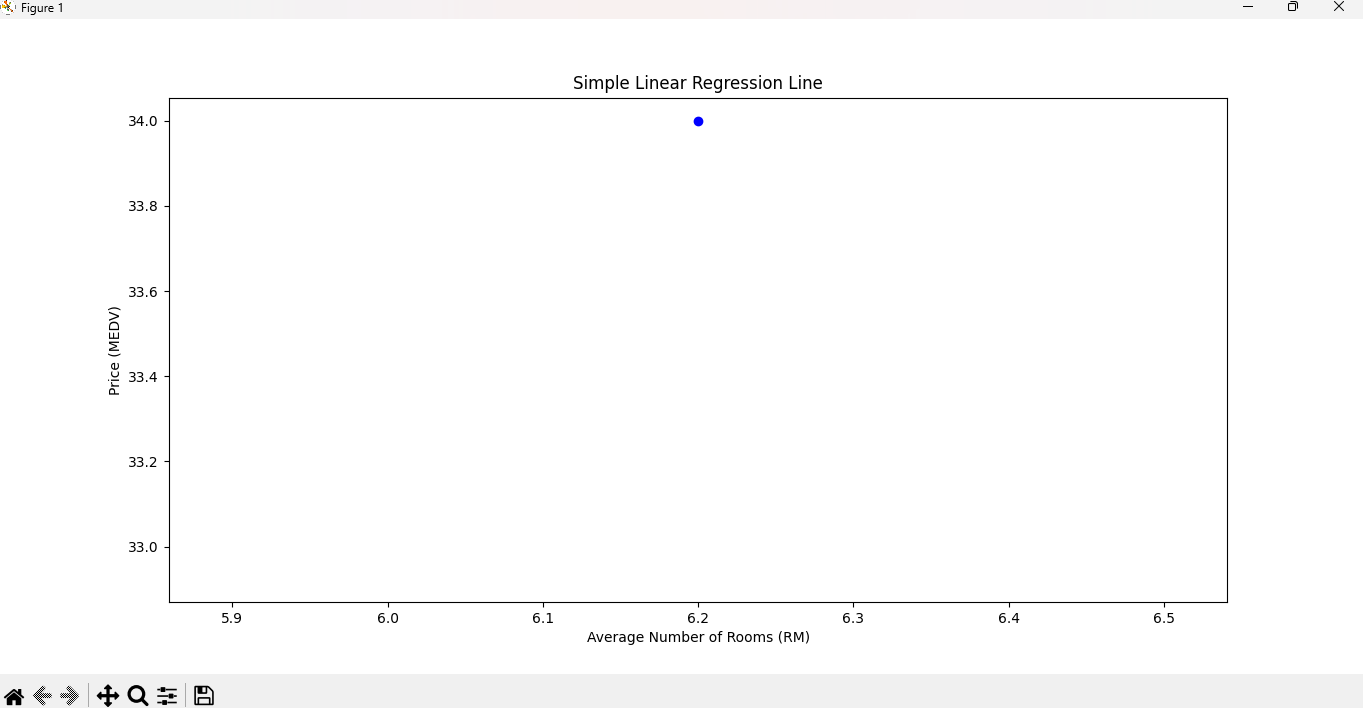 Figure 1
Simple Linear Regression Line
34.0
33.8
33.6
33.4
33.2
33.0
Price (MEDV)
5.9 6.0 6.1 6.2 6.3 6.4 6.5
Average Number of Rooms (RM)